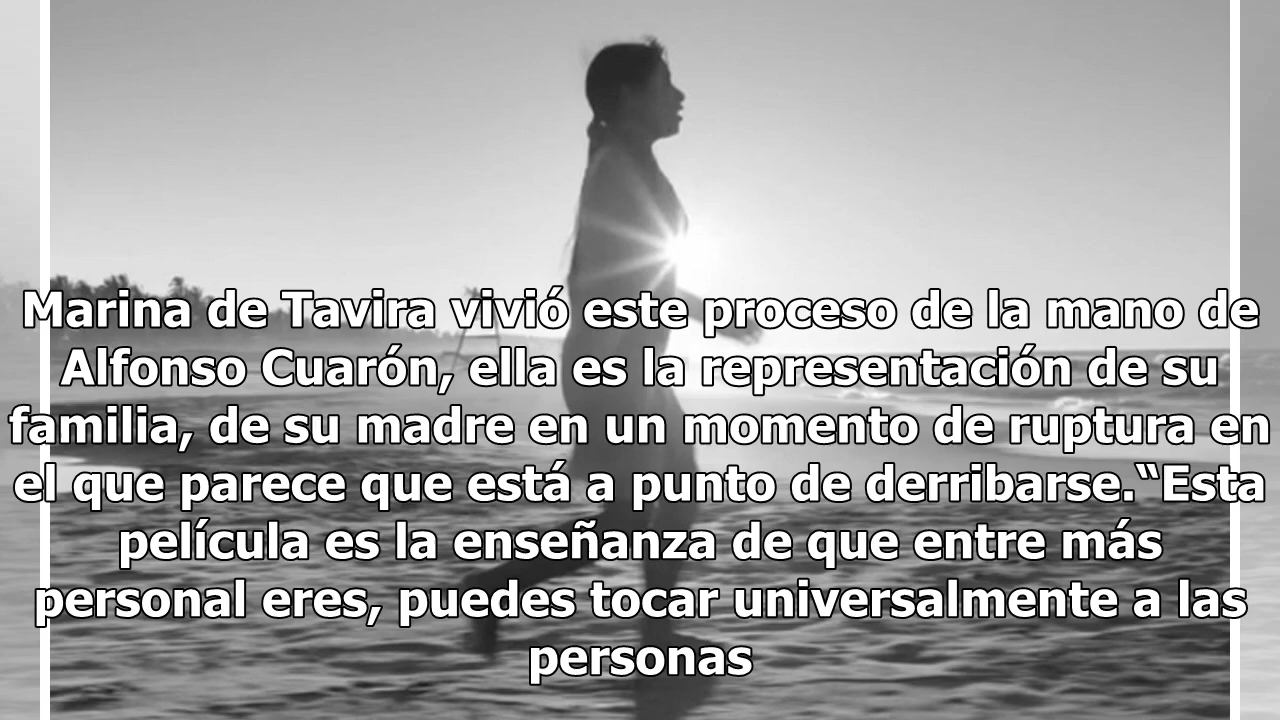 Marina de Tavira vivió este proceso de la mano de
Alfonso Cuarón, ella es la representación de su
familia, de su madre en un momento de ruptura en
el que parece que está a punto de derribarse.“Esta
película es la enseñanza de que entre más
personal eres, puedes tocar universalmente a las
personas